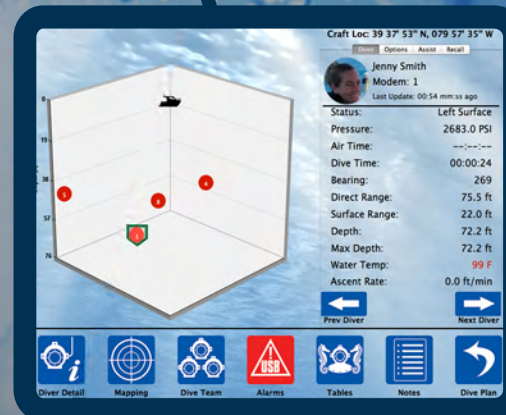 Craft Loc: 39 37' 53" N, 079 57' 35" W
Diver Options Assist Recall
Jenny Smith
Modem: 1
Last Update: 00:54 mm:ss ago
Status: Left Surface
Pressure: 2683.0 PSI
Air Time: --:--:--
Dive Time: 00:00:24
Bearing: 269
Direct Range: 75.5 ft
Surface Range: 22.0 ft
Depth: 72.2 ft
Max Depth: 72.2 ft
Water Temp: 99 F
Ascent Rate: 0.0 ft/min
Prev Diver Next Diver
0
19
38
57
76
5
4
1
i
USB
Diver Detail Mapping Dive Team Alarms Tables Notes Dive Plan